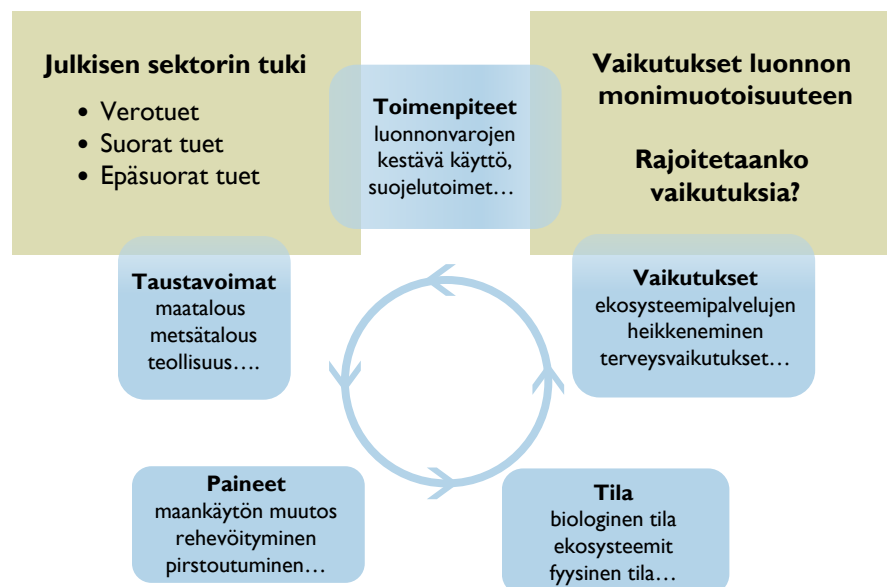 Julkisen sektorin tuki
• Verotuet
• Suorat tuet
• Epäsuorat tuet
Toimenpiteet
luonnonvarojen
kestävä käyttö,
suojelutoimet…
Vaikutukset luonnon
monimuotoisuuteen
Rajoitetaanko
vaikutuksia?
Taustavoimat
maatalous
metsätalous
teollisuus….
Vaikutukset
ekosysteemipalvelujen
heikkeneminen
terveysvaikutukset…
Paineet
maankäytön muutos
rehevöityminen
pirstoutuminen…
Tila
biologinen tila
ekosysteemit
fyysinen tila…